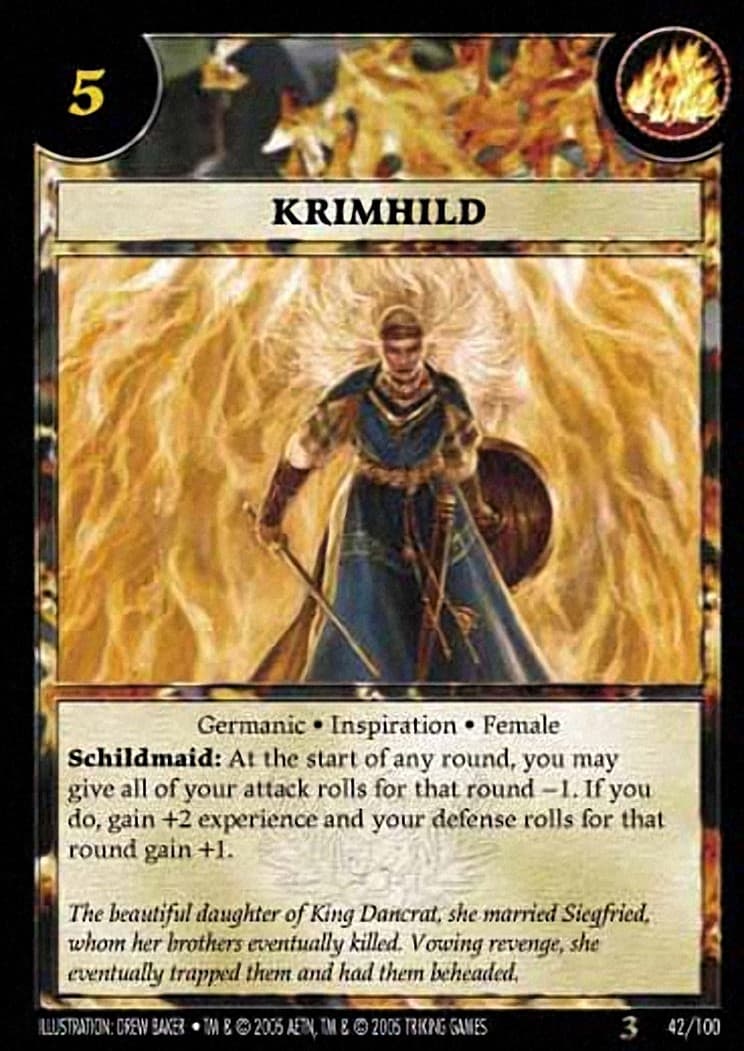 5
KRIMHILD
Germanic • Inspiration • Female
Schildmaid: At the start of any round, you may
give all of your attack rolls for that round –1. If you
do, gain +2 experience and your defense rolls for that
round gain +1.
The beautiful daughter of King Dancrat, she married Siegfried,
whom her brothers eventually killed. Vowing revenge, she
eventually trapped them and had them beheaded.
ILLUSTRATION: DREW BAKER • TM & © 2005 AETN, TM & © 2005 TRIKING GAMES 3 42/100